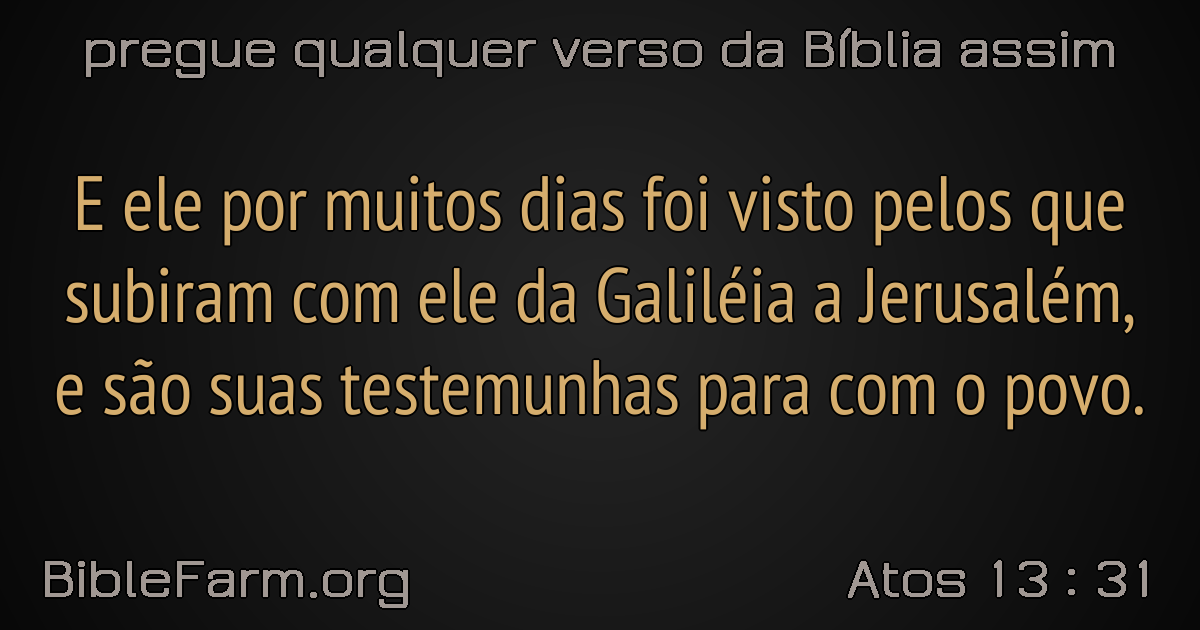 pregue qualquer verso da Bíblia assim
E ele por muitos dias foi visto pelos que
subiram com ele da Galiléia a Jerusalém,
e são suas testemunhas para com o povo.
BibleFarm.org
Atos 13 : 31